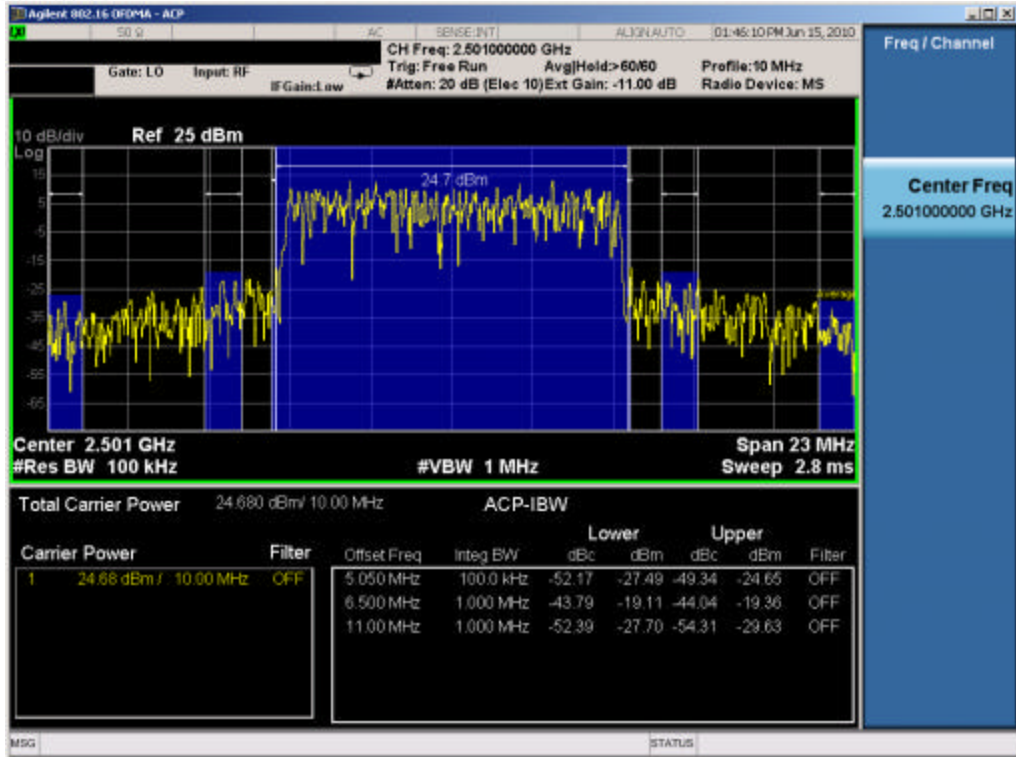 Agilent 802.16 OFDMA - ACP
50 Ω AC SENSE:INT ALIGNAUTO 01:46:10PM Jun 15, 2010
CH Freq: 2.501000000 GHz
Gate: LO Input: RF Trig: Free Run Avg|Hold:>60/60 Profile:10 MHz
IFGain:Low #Atten: 20 dB (Elec 10) Ext Gain: -11.00 dB Radio Device: MS
Freq / Channel
Center Freq
2.501000000 GHz
10 dB/div Ref 25 dBm
Log
15
24.7 dBm
5
-5
-15
-25
Average
-35
-45
-55
-65
Center 2.501 GHz Span 23 MHz
#Res BW 100 kHz #VBW 1 MHz Sweep 2.8 ms
Total Carrier Power 24.680 dBm/ 10.00 MHz ACP-IBW
Lower Upper
Carrier Power Filter Offset Freq Integ BW dBc dBm dBc dBm Filter
1 24.68 dBm / 10.00 MHz OFF 5.050 MHz 100.0 kHz -52.17 -27.49 -49.34 -24.65 OFF
6.500 MHz 1.000 MHz -43.79 -19.11 -44.04 -19.36 OFF
11.00 MHz 1.000 MHz -52.39 -27.70 -54.31 -29.63 OFF
MSG STATUS